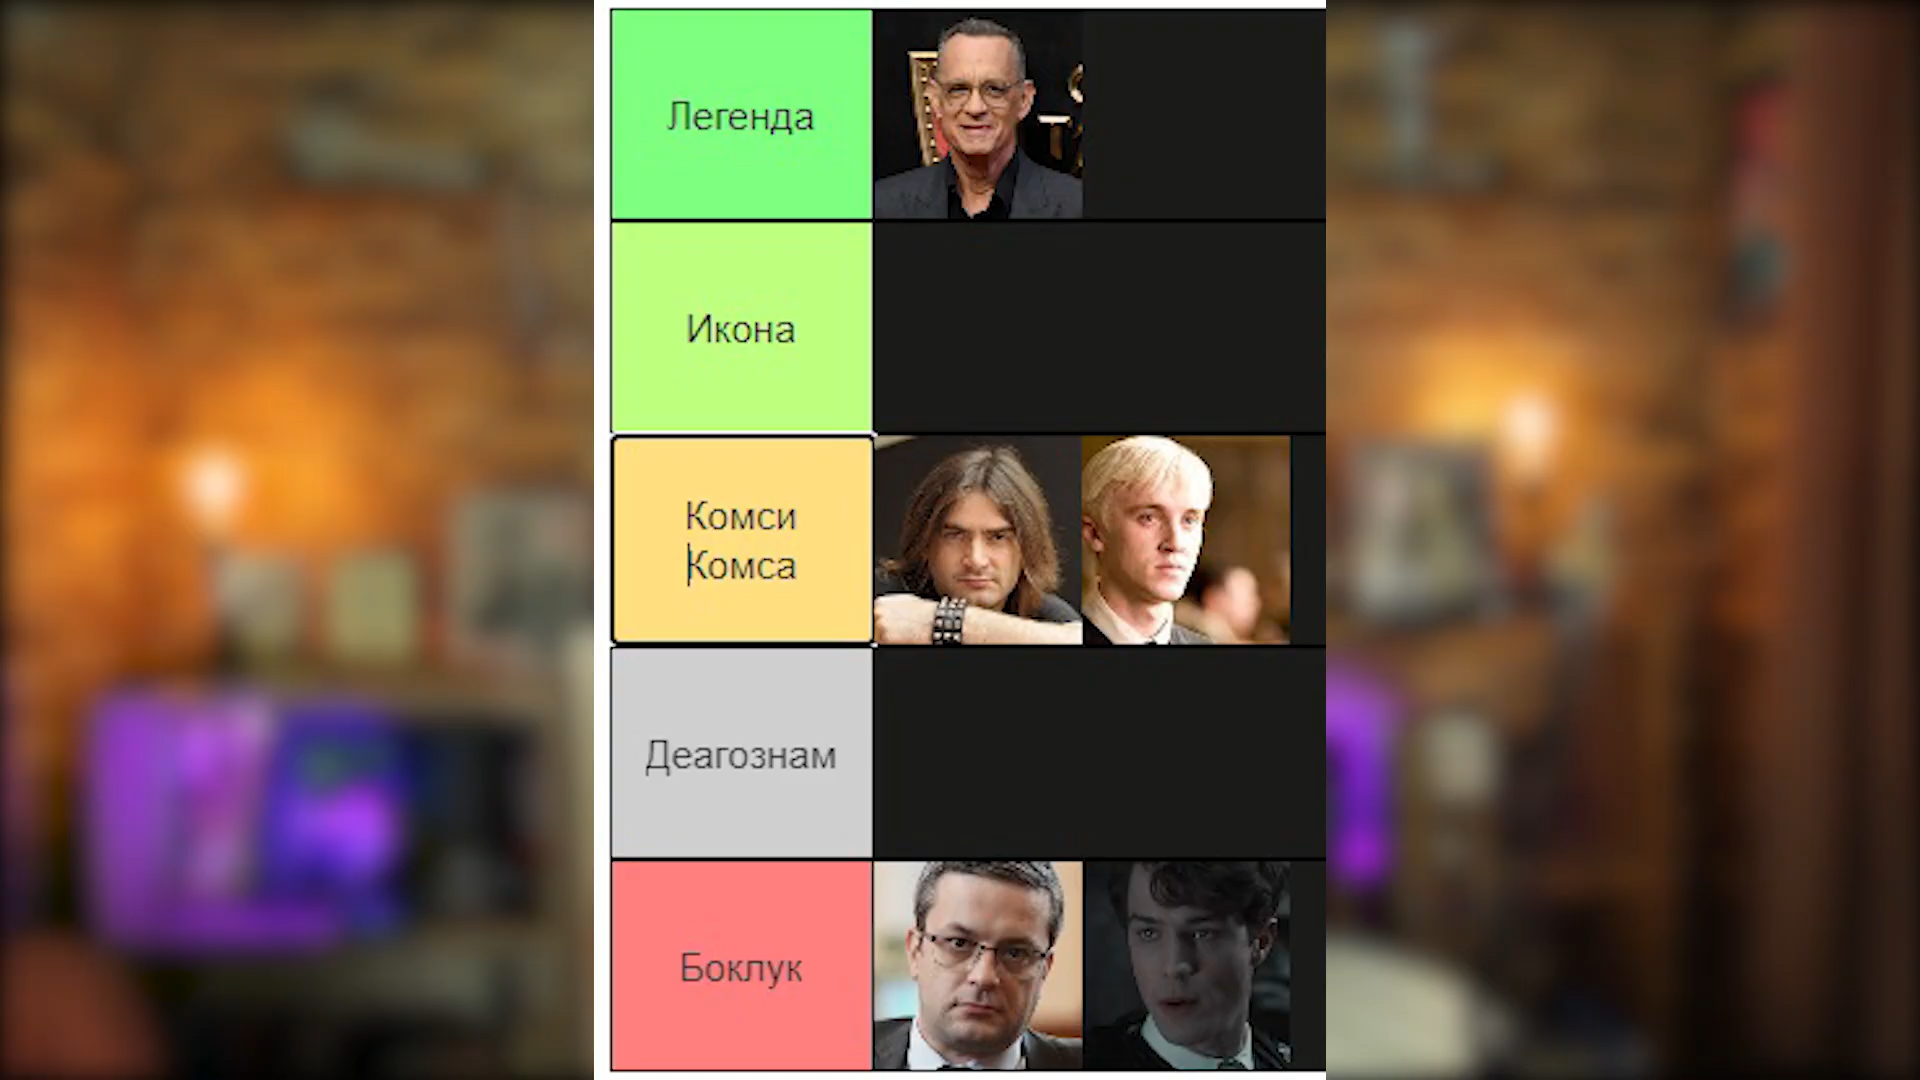 Легенда
Икона
Комси
Комса
Деагознам
Боклук